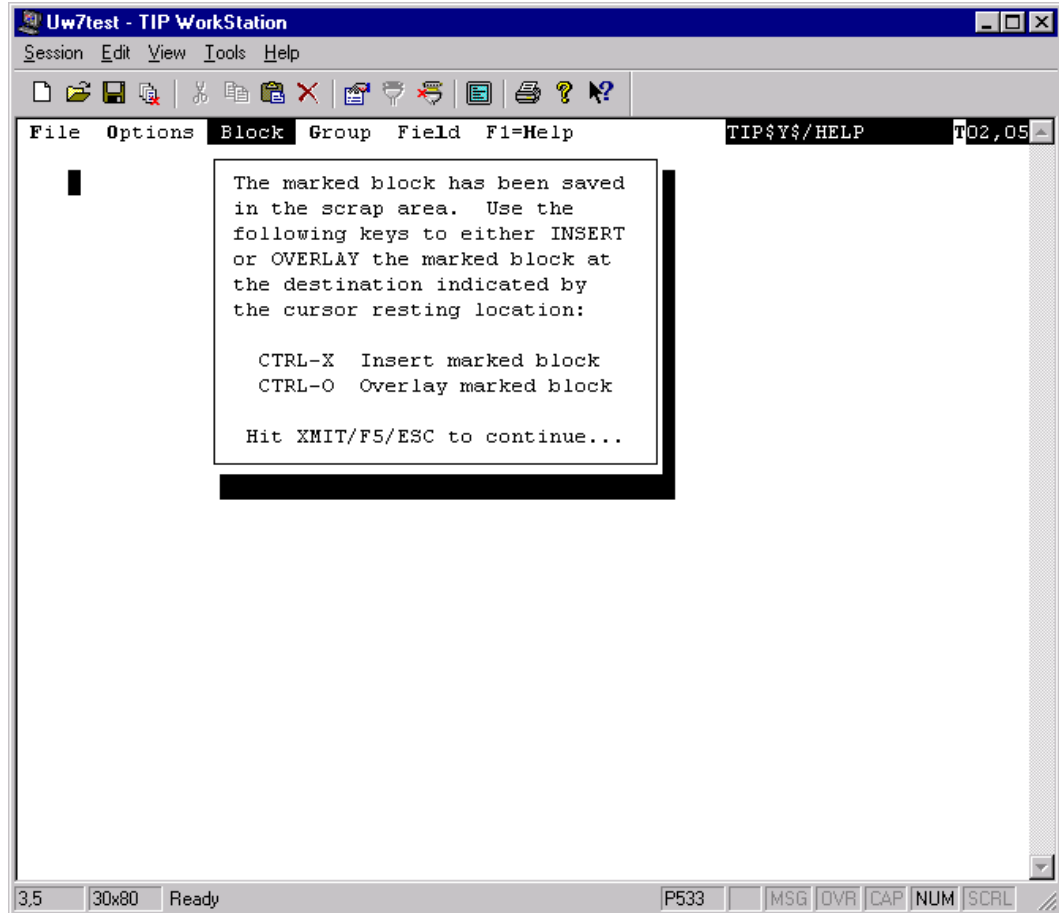 Uw7test - TIP WorkStation
Session Edit View Tools Help
File Options Block Group Field F1=Help TIP$Y$/HELP T02,05
The marked block has been saved
in the scrap area. Use the
following keys to either INSERT
or OVERLAY the marked block at
the destination indicated by
the cursor resting location:
CTRL-X Insert marked block
CTRL-O Overlay marked block
Hit XMIT/F5/ESC to continue...
3,5 30x80 Ready P533 MSG OVR CAP NUM SCRL